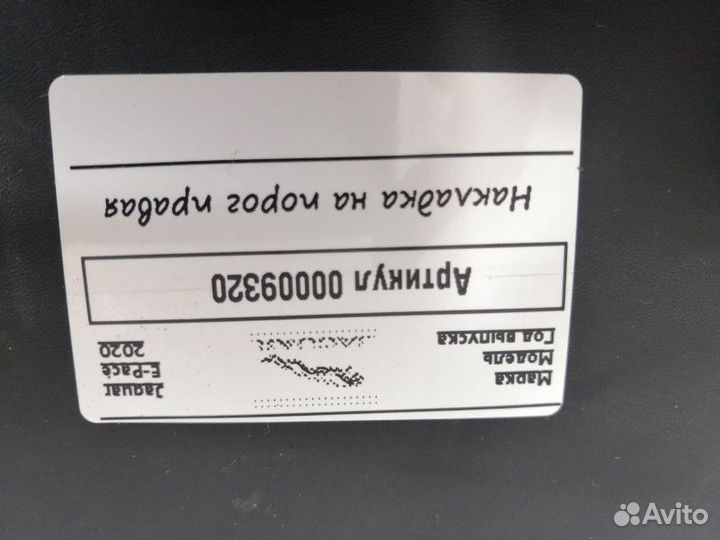 Марка Jaguar
Модель E-Pace
Год выпуска 2020
Артикул 00009320
Накладка на порог правая
Avito